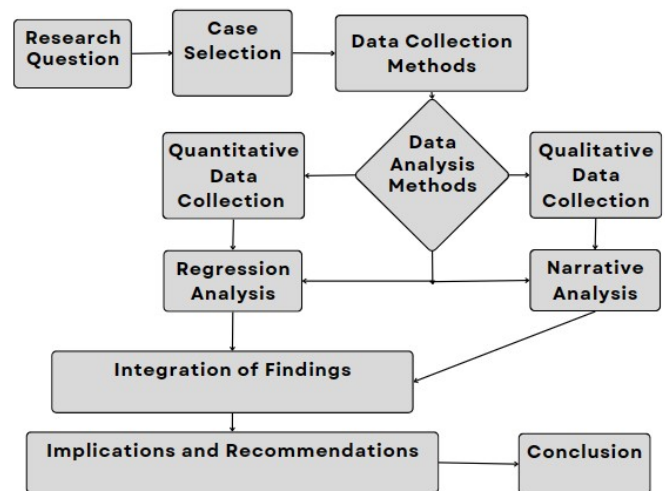 Research
Question
Case
Selection
Data Collection
Methods
Data
Analysis
Methods
Quantitative
Data
Collection
Qualitative
Data
Collection
Regression
Analysis
Narrative
Analysis
Integration of Findings
Implications and Recommendations
Conclusion